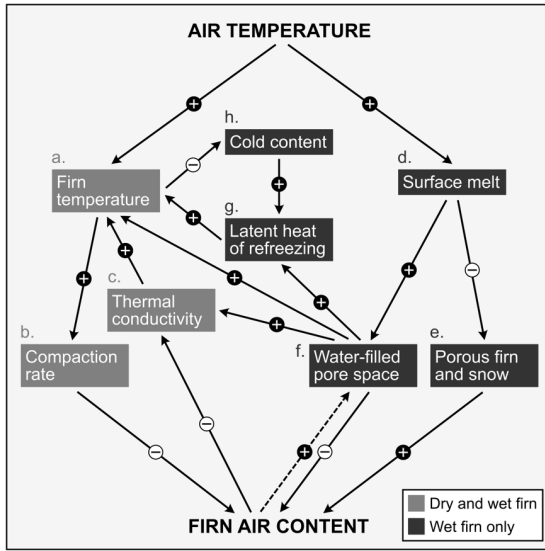 AIR TEMPERATURE
+
+
h.
Cold content
−
a.
Firn
temperature
d.
Surface melt
+
g.
Latent heat
of refreezing
+
+
c.
Thermal
conductivity
+
+
+
+
+
−
b.
Compaction
rate
f.
Water-filled
pore space
e.
Porous firn
and snow
−
−
+
−
+
FIRN AIR CONTENT
Dry and wet firn
Wet firn only